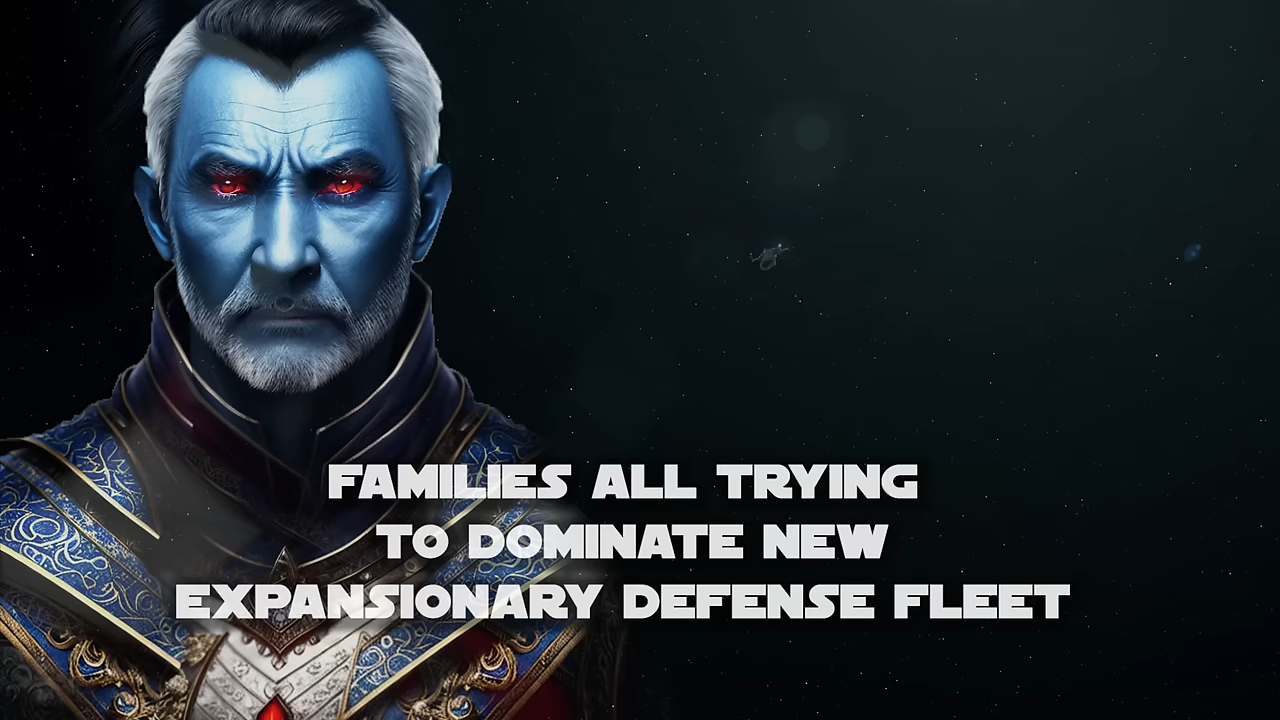 FAMILIES ALL TRYING
TO DOMINATE NEW
EXPANSIONARY DEFENSE FLEET